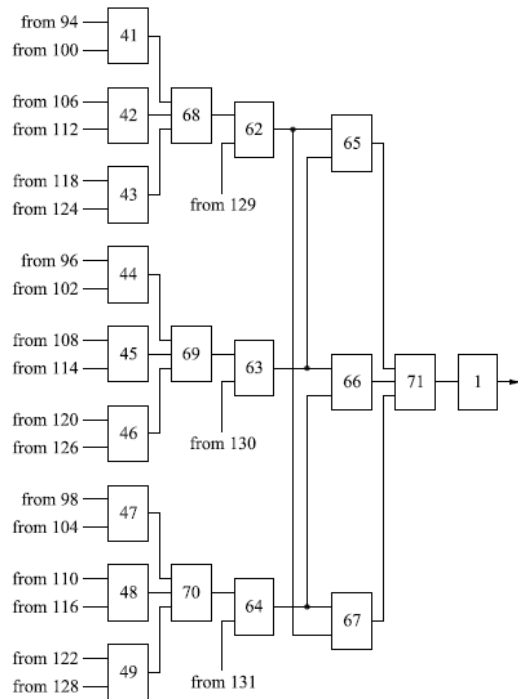 from 94
from 100
41
from 106
from 112
42
68
62
65
from 118
from 124
43
from 129
from 96
from 102
44
from 108
from 114
45
69
63
66
71
1
from 120
from 126
46
from 130
from 98
from 104
47
from 110
from 116
48
70
64
67
from 122
from 128
49
from 131